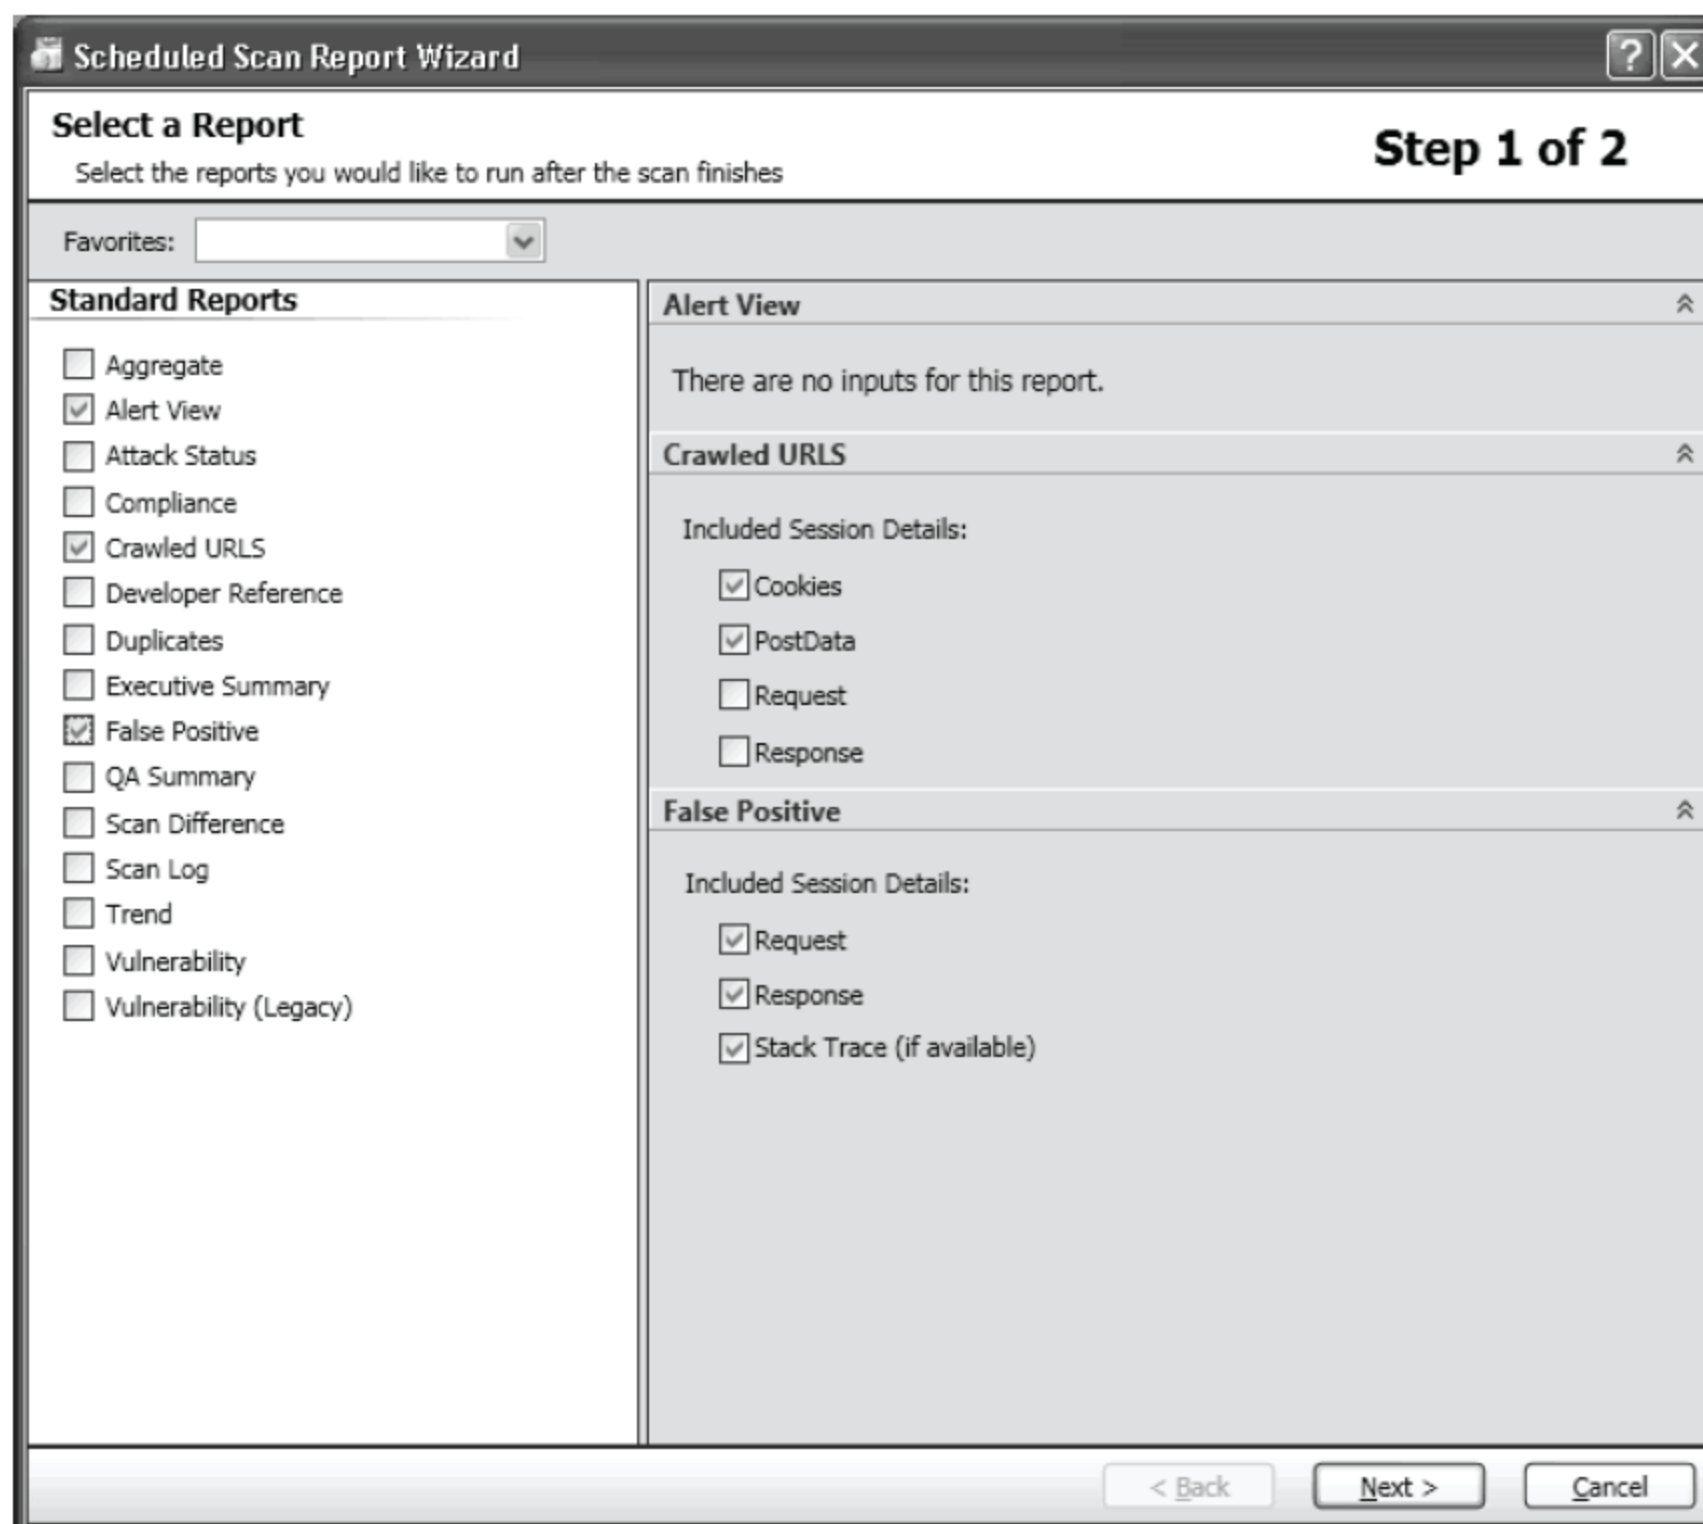 Scheduled Scan Report Wizard
Select a Report
Step 1 of 2
Select the reports you would like to run after the scan finishes
Favorites:
Standard Reports
Aggregate
Alert View
Attack Status
Compliance
Crawled URLS
Developer Reference
Duplicates
Executive Summary
False Positive
QA Summary
Scan Difference
Scan Log
Trend
Vulnerability
Vulnerability (Legacy)
Alert View
There are no inputs for this report.
Crawled URLS
Included Session Details:
Cookies
PostData
Request
Response
False Positive
Included Session Details:
Request
Response
Stack Trace (if available)
< Back
Next >
Cancel